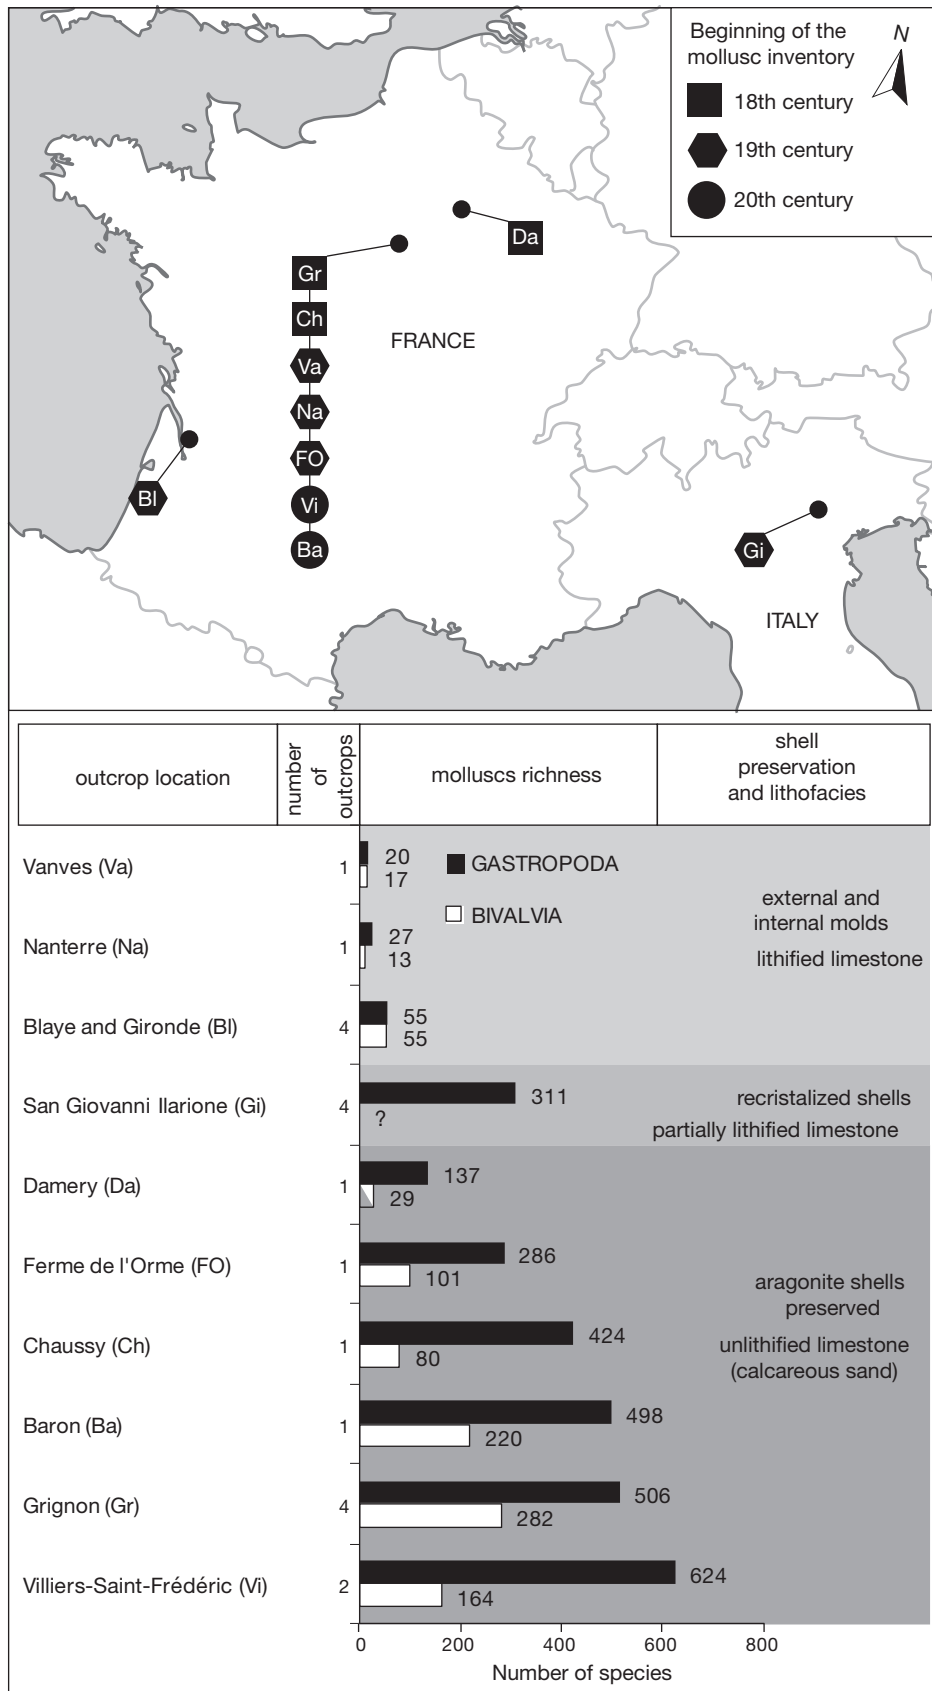 Beginning of the
mollusc inventory
N
18th century
19th century
20th century
Da
Gr
Ch
FRANCE
Va
Na
FO
Bl
Vi
Ba
Gi
ITALY
outcrop location
number
of
outcrops
molluscs richness
shell
preservation
and lithofacies
Vanves (Va)
1
20
17
GASTROPODA
BIVALVIA
external and
internal molds
lithified limestone
Nanterre (Na)
1
27
13
Blaye and Gironde (Bl)
4
55
55
San Giovanni Ilarione (Gi)
4
311
?
recristalized shells
partially lithified limestone
Damery (Da)
1
137
29
Ferme de l'Orme (FO)
1
286
101
aragonite shells
preserved
unlithified limestone
(calcareous sand)
Chaussy (Ch)
1
424
80
Baron (Ba)
1
498
220
Grignon (Gr)
4
506
282
Villiers-Saint-Frédéric (Vi)
2
624
164
0 200 400 600 800
Number of species